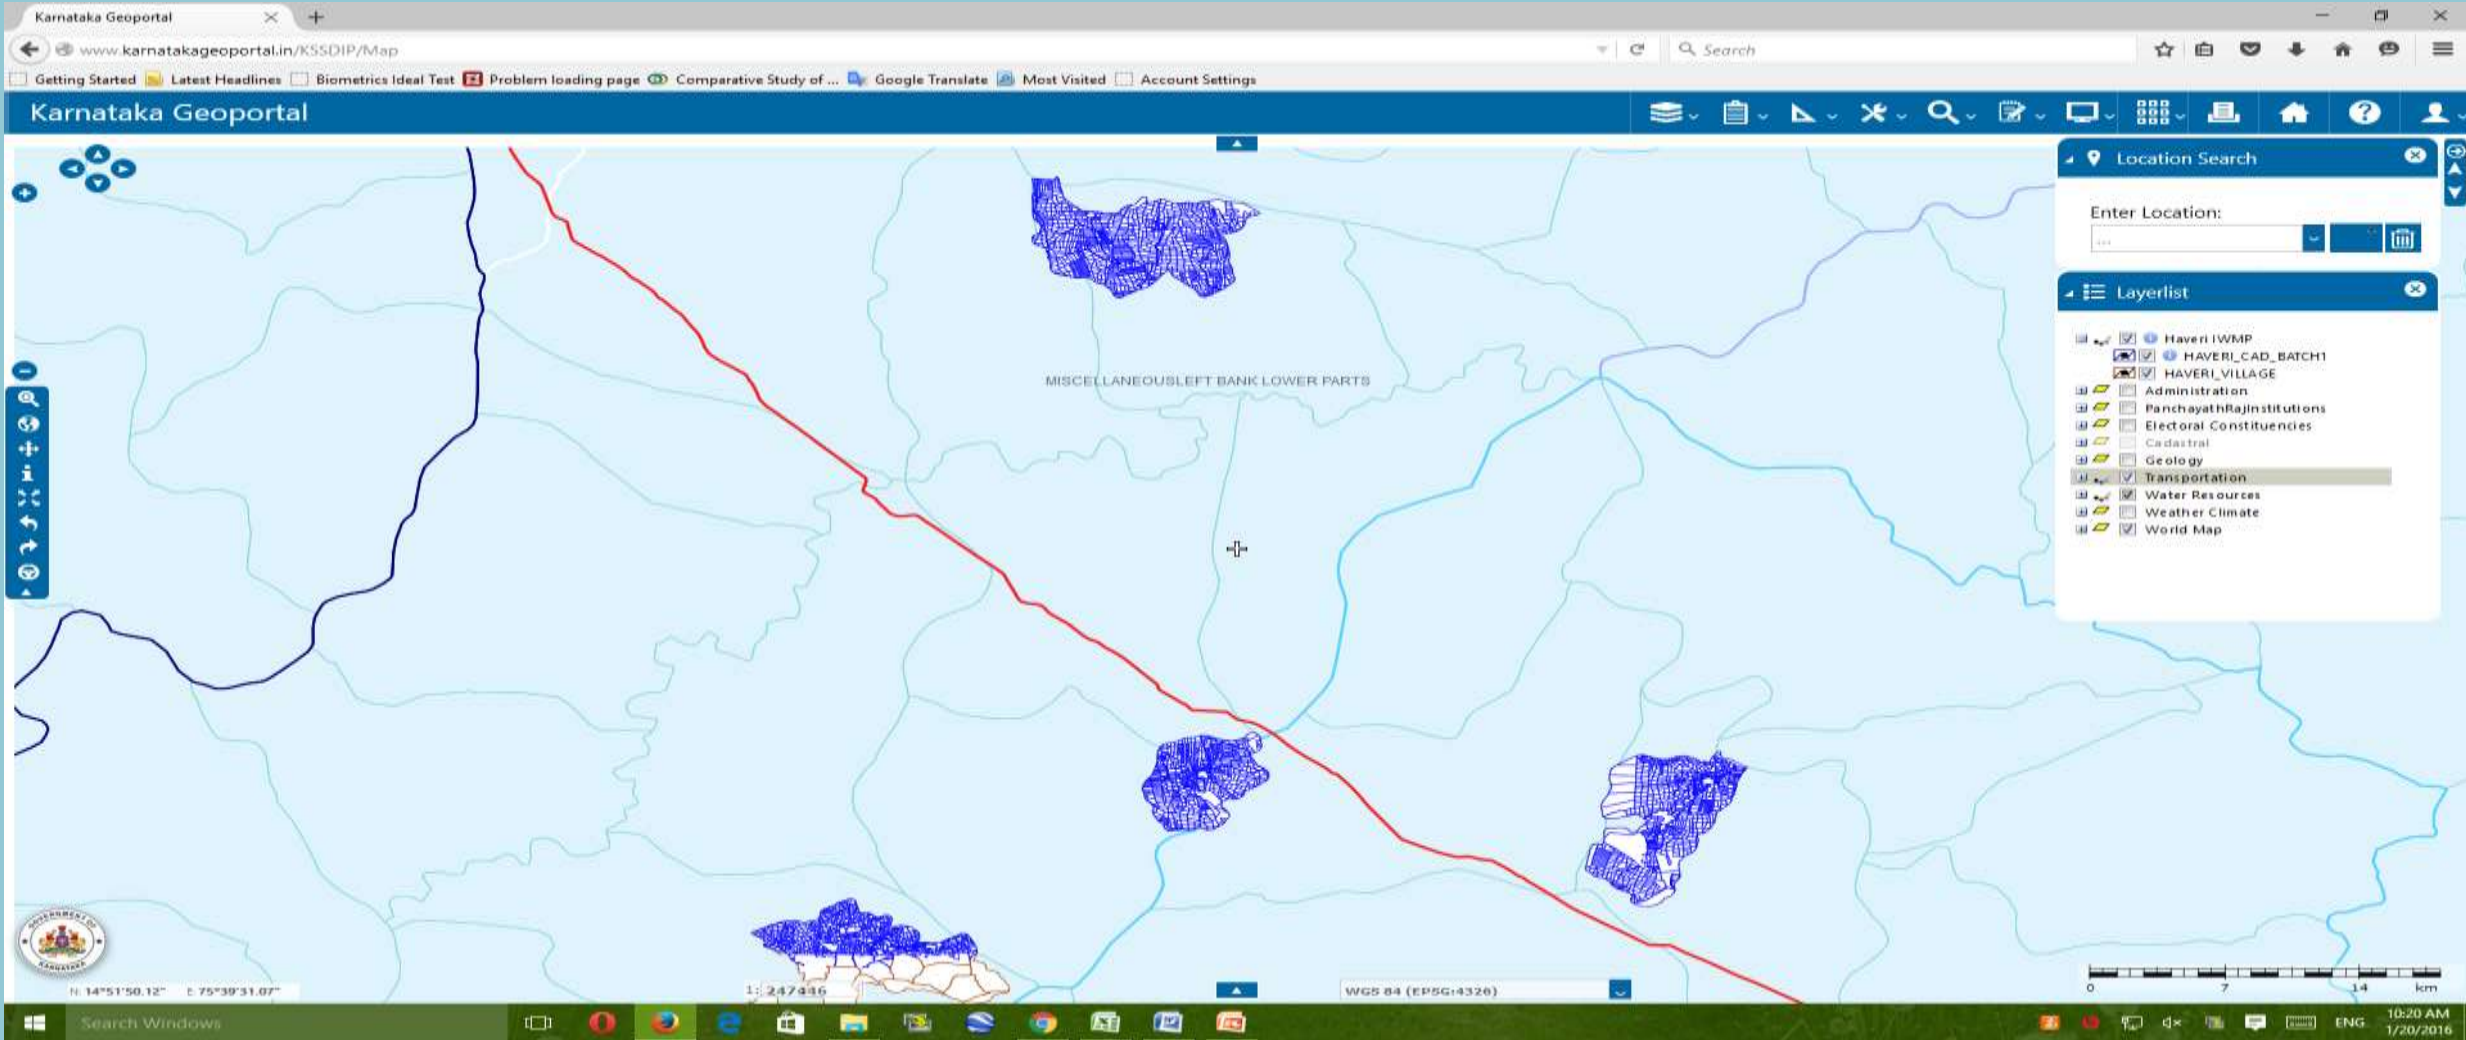 Karnataka Geoportal
www.karnatakageoportal.in/KSSDIP/Map
Search
Getting Started Latest Headlines Biometrics Ideal Test Problem loading page Comparative Study of ... Google Translate Most Visited Account Settings
Karnataka Geoportal
Location Search
Enter Location:
...
Layerlist
Haveri IWMP
HAVERI_CAD_BATCH1
HAVERI_VILLAGE
Administration
PanchayathRajInstitutions
Electoral Constituencies
Cadastral
Geology
Transportation
Water Resources
Weather Climate
World Map
MISCELLANEOUSLEFT BANK LOWER PARTS
GOVERNMENT OF
KARNATAKA
N: 14°51'50.12" E: 75°39'31.07"
1: 247446
WGS 84 (EPSG:4326)
0 7 14 km
Search Windows
ENG
10:20 AM
1/20/2016